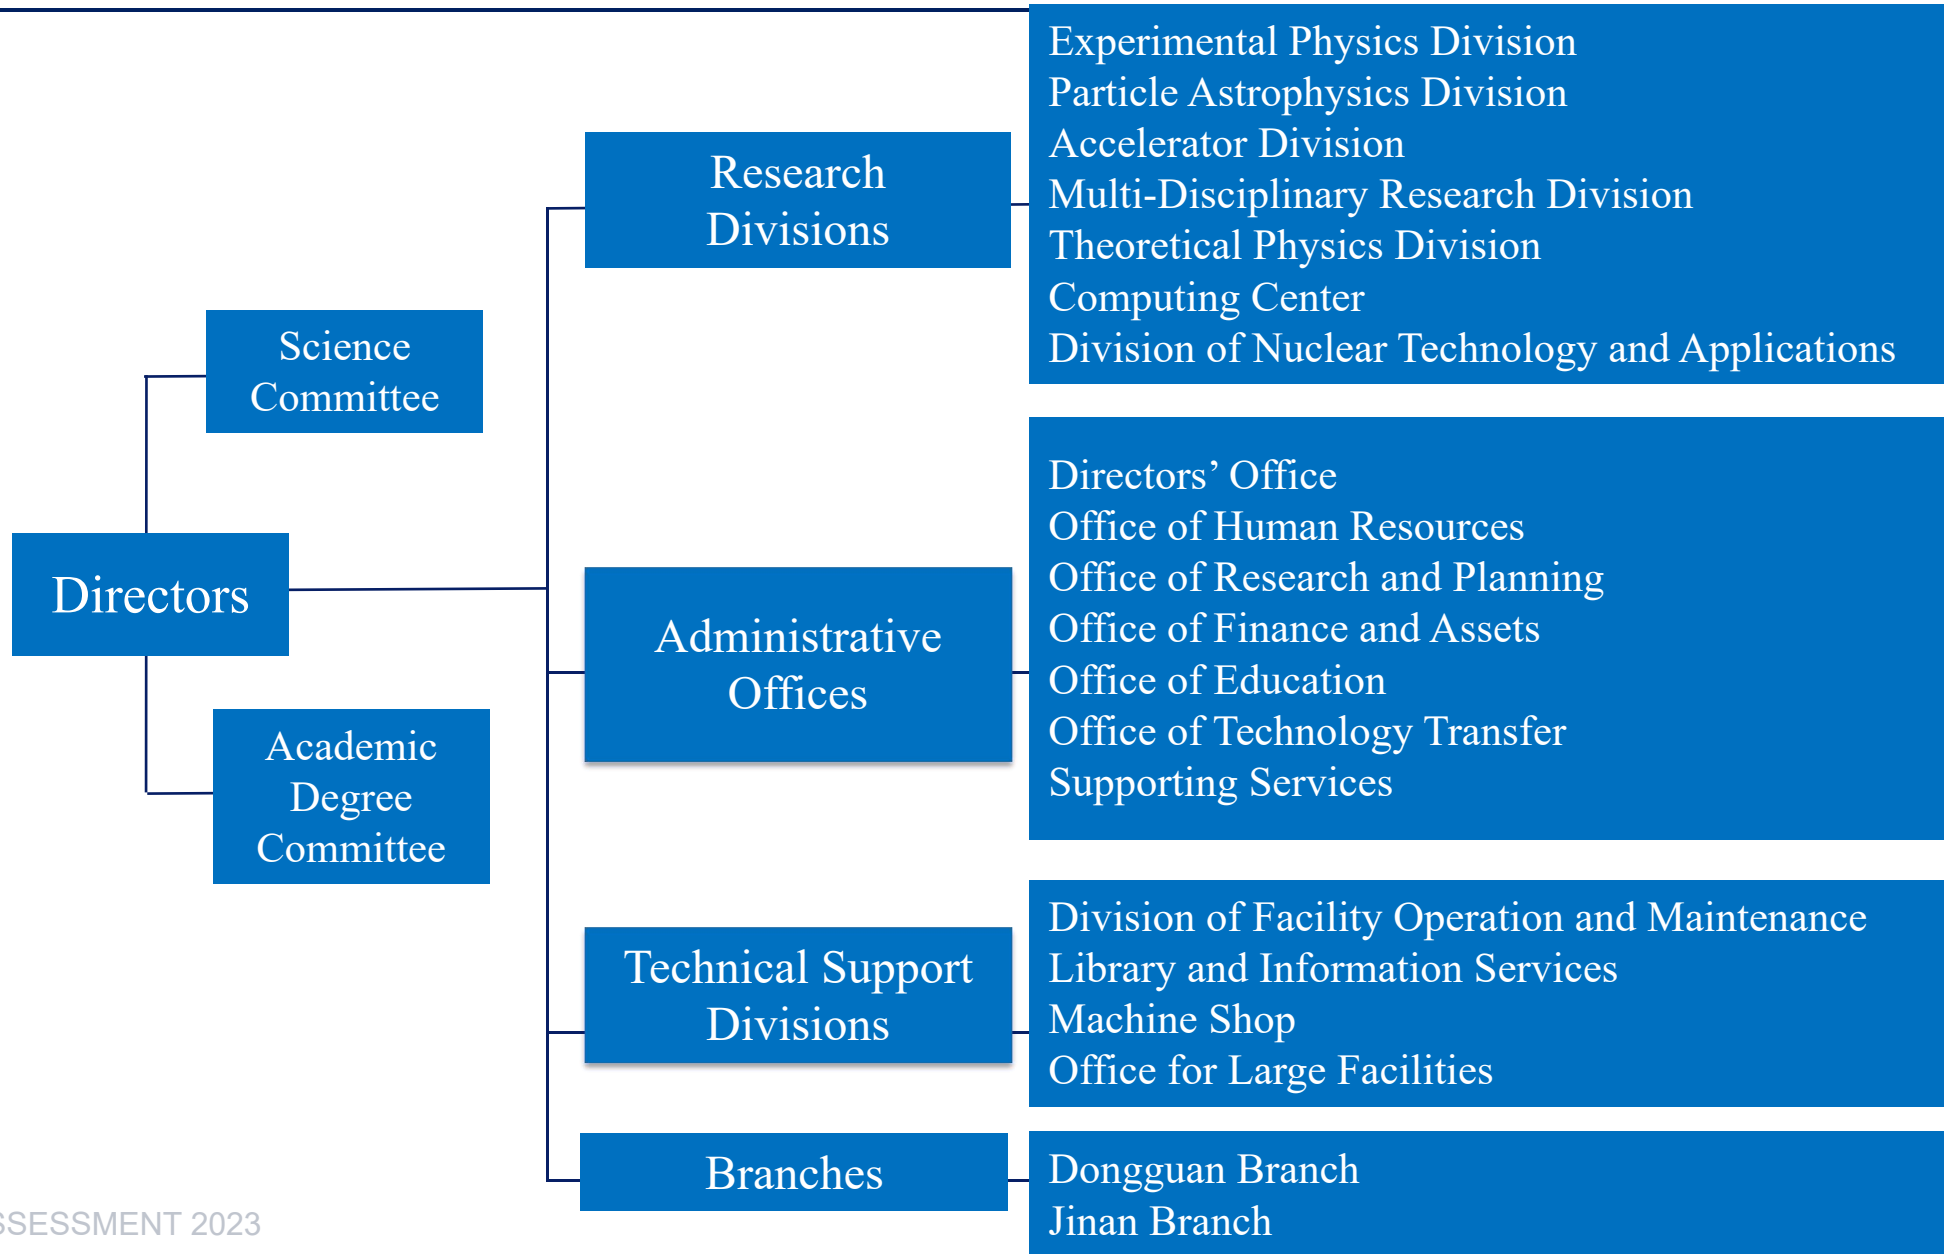 Experimental Physics Division
Particle Astrophysics Division
Accelerator Division
Multi-Disciplinary Research Division
Theoretical Physics Division
Computing Center
Division of Nuclear Technology and Applications
Research
Divisions
Science
Committee
Directors
Academic
Degree
Committee
Administrative
Offices
Directors’ Office
Office of Human Resources
Office of Research and Planning
Office of Finance and Assets
Office of Education
Office of Technology Transfer
Supporting Services
Technical Support
Divisions
Division of Facility Operation and Maintenance
Library and Information Services
Machine Shop
Office for Large Facilities
Branches
Dongguan Branch
Jinan Branch
SSESSMENT 2023